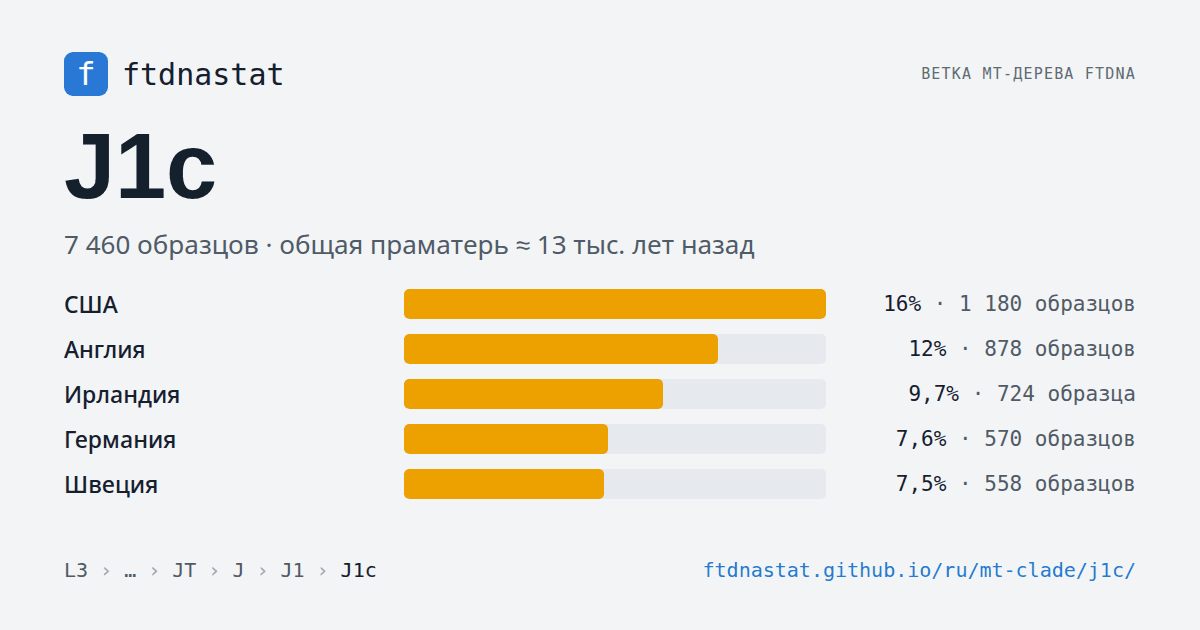 f ftdnastat
ВЕТКА МТ-ДЕРЕВА FTDNA
J1c
7 460 образцов · общая праматерь ≈ 13 тыс. лет назад
США 16% · 1 180 образцов
Англия 12% · 878 образцов
Ирландия 9,7% · 724 образца
Германия 7,6% · 570 образцов
Швеция 7,5% · 558 образцов
L3 › … › JT › J › J1 › J1c
ftdnastat.github.io/ru/mt-clade/j1c/